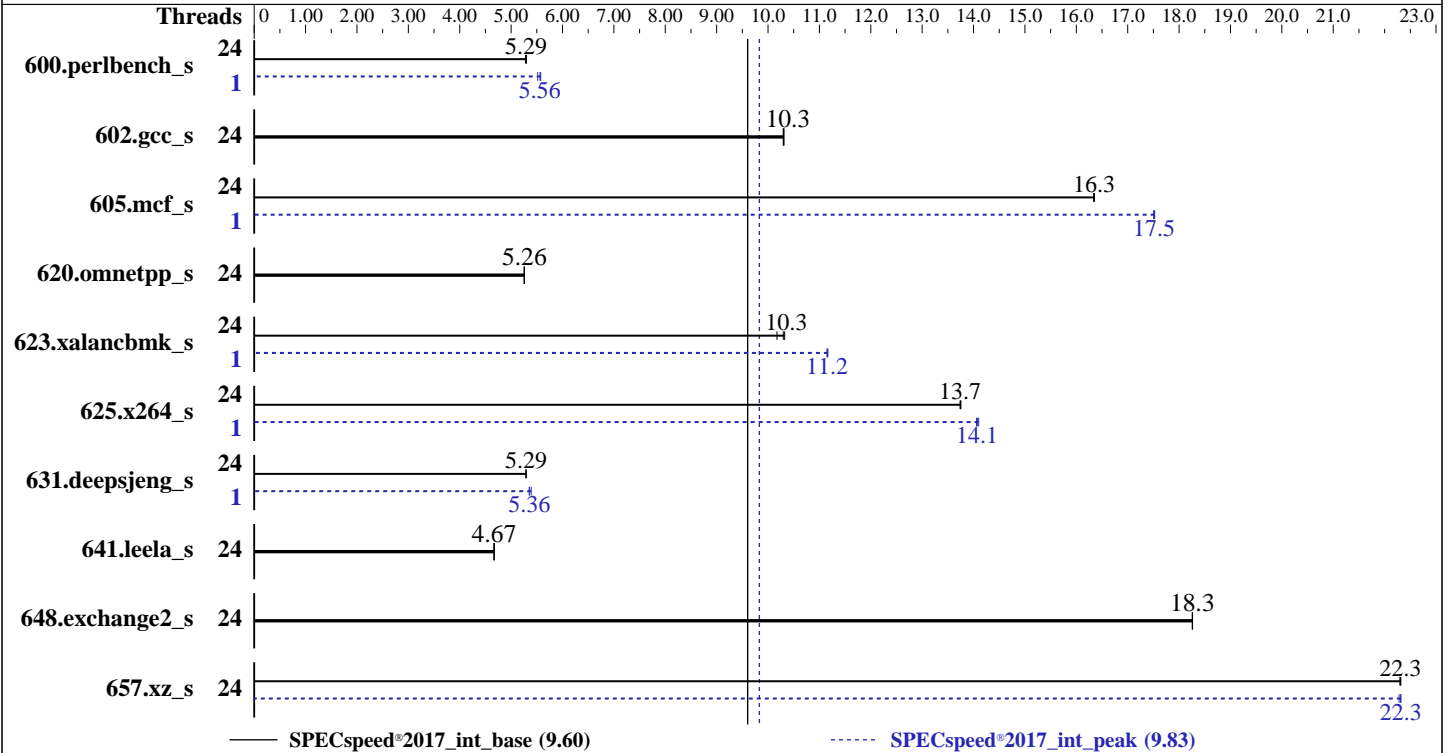 Threads 0 1.00 2.00 3.00 4.00 5.00 6.00 7.00 8.00 9.00 10.0 11.0 12.0 13.0 14.0 15.0 16.0 17.0 18.0 19.0 20.0 21.0 23.0
600.perlbench_s 24 5.29
1 5.56
602.gcc_s 24 10.3
605.mcf_s 24 16.3
1 17.5
620.omnetpp_s 24 5.26
623.xalancbmk_s 24 10.3
1 11.2
625.x264_s 24 13.7
1 14.1
631.deepsjeng_s 24 5.29
1 5.36
641.leela_s 24 4.67
648.exchange2_s 24 18.3
657.xz_s 24 22.3
22.3
SPECspeed®2017_int_base (9.60) SPECspeed®2017_int_peak (9.83)